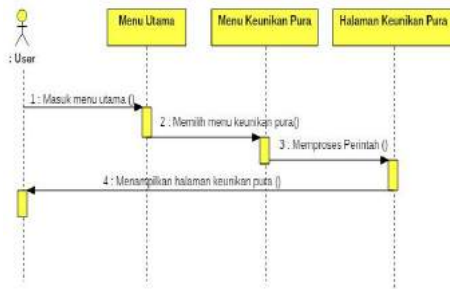 Menu Utama
Menu Keunikan Pura
Halaman Keunikan Pura
: User
1 : Masuk menu utama ()
2 : Memilih menu keunikan pura()
3 : Memproses Perintah ()
4 : Menampilkan halaman keunikan pura ()